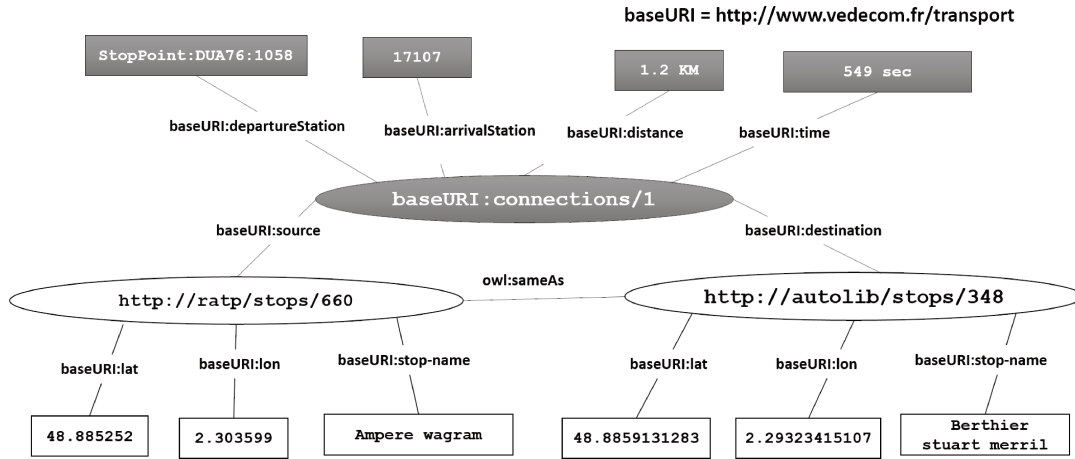 baseURI = http://www.vedecom.fr/transport
StopPoint:DUA76:1058
17107
1.2 KM
549 sec
baseURI:departureStation
baseURI:arrivalStation
baseURI:distance
baseURI:time
baseURI:connections/1
baseURI:source
baseURI:destination
owl:sameAs
http://ratp/stops/660
http://autolib/stops/348
baseURI:lat
baseURI:lon
baseURI:stop-name
baseURI:lat
baseURI:lon
baseURI:stop-name
48.885252
2.303599
Ampere wagram
48.8859131283
2.29323415107
Berthier
stuart merril